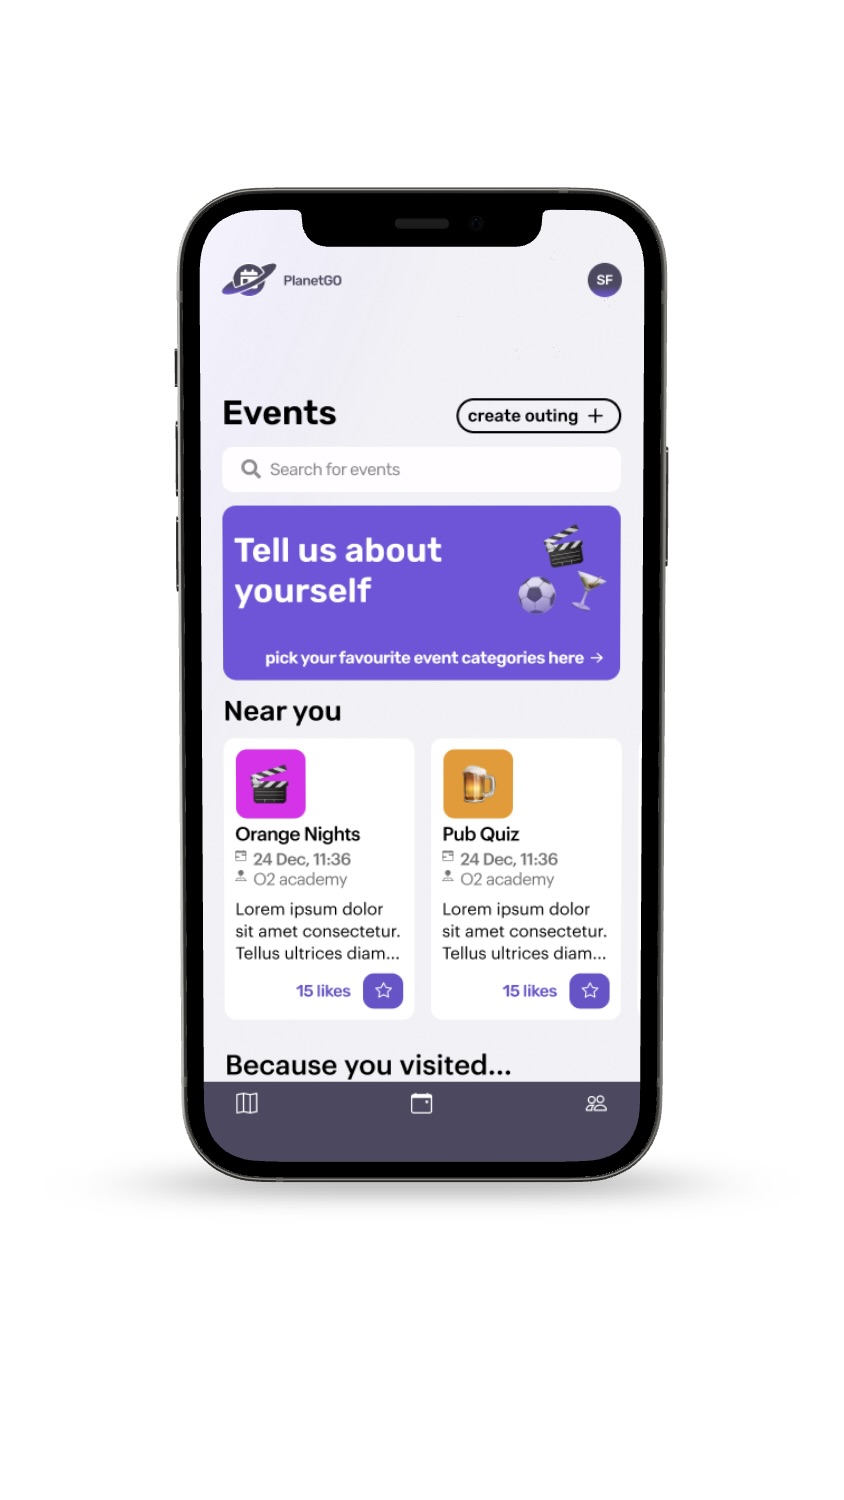 PlanetGO
SF
Events
create outing +
Search for events
Tell us about
yourself
pick your favourite event categories here →
Near you
Orange Nights
24 Dec, 11:36
O2 academy
Lorem ipsum dolor
sit amet consectetur.
Tellus ultrices diam...
15 likes
Pub Quiz
24 Dec, 11:36
O2 academy
Lorem ipsum dolor
sit amet consectetur.
Tellus ultrices diam...
15 likes
Because you visited...